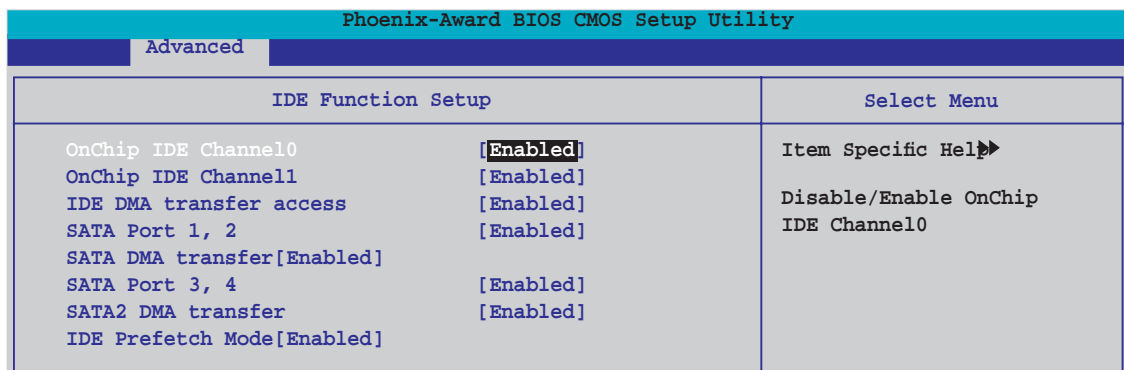 Phoenix-Award BIOS CMOS Setup Utility
Advanced
IDE Function Setup
Select Menu
OnChip IDE Channel0 [Enabled]
OnChip IDE Channel1 [Enabled]
IDE DMA transfer access [Enabled]
SATA Port 1, 2 [Enabled]
SATA DMA transfer[Enabled]
SATA Port 3, 4 [Enabled]
SATA2 DMA transfer [Enabled]
IDE Prefetch Mode[Enabled]
Item Specific Help
Disable/Enable OnChip
IDE Channel0